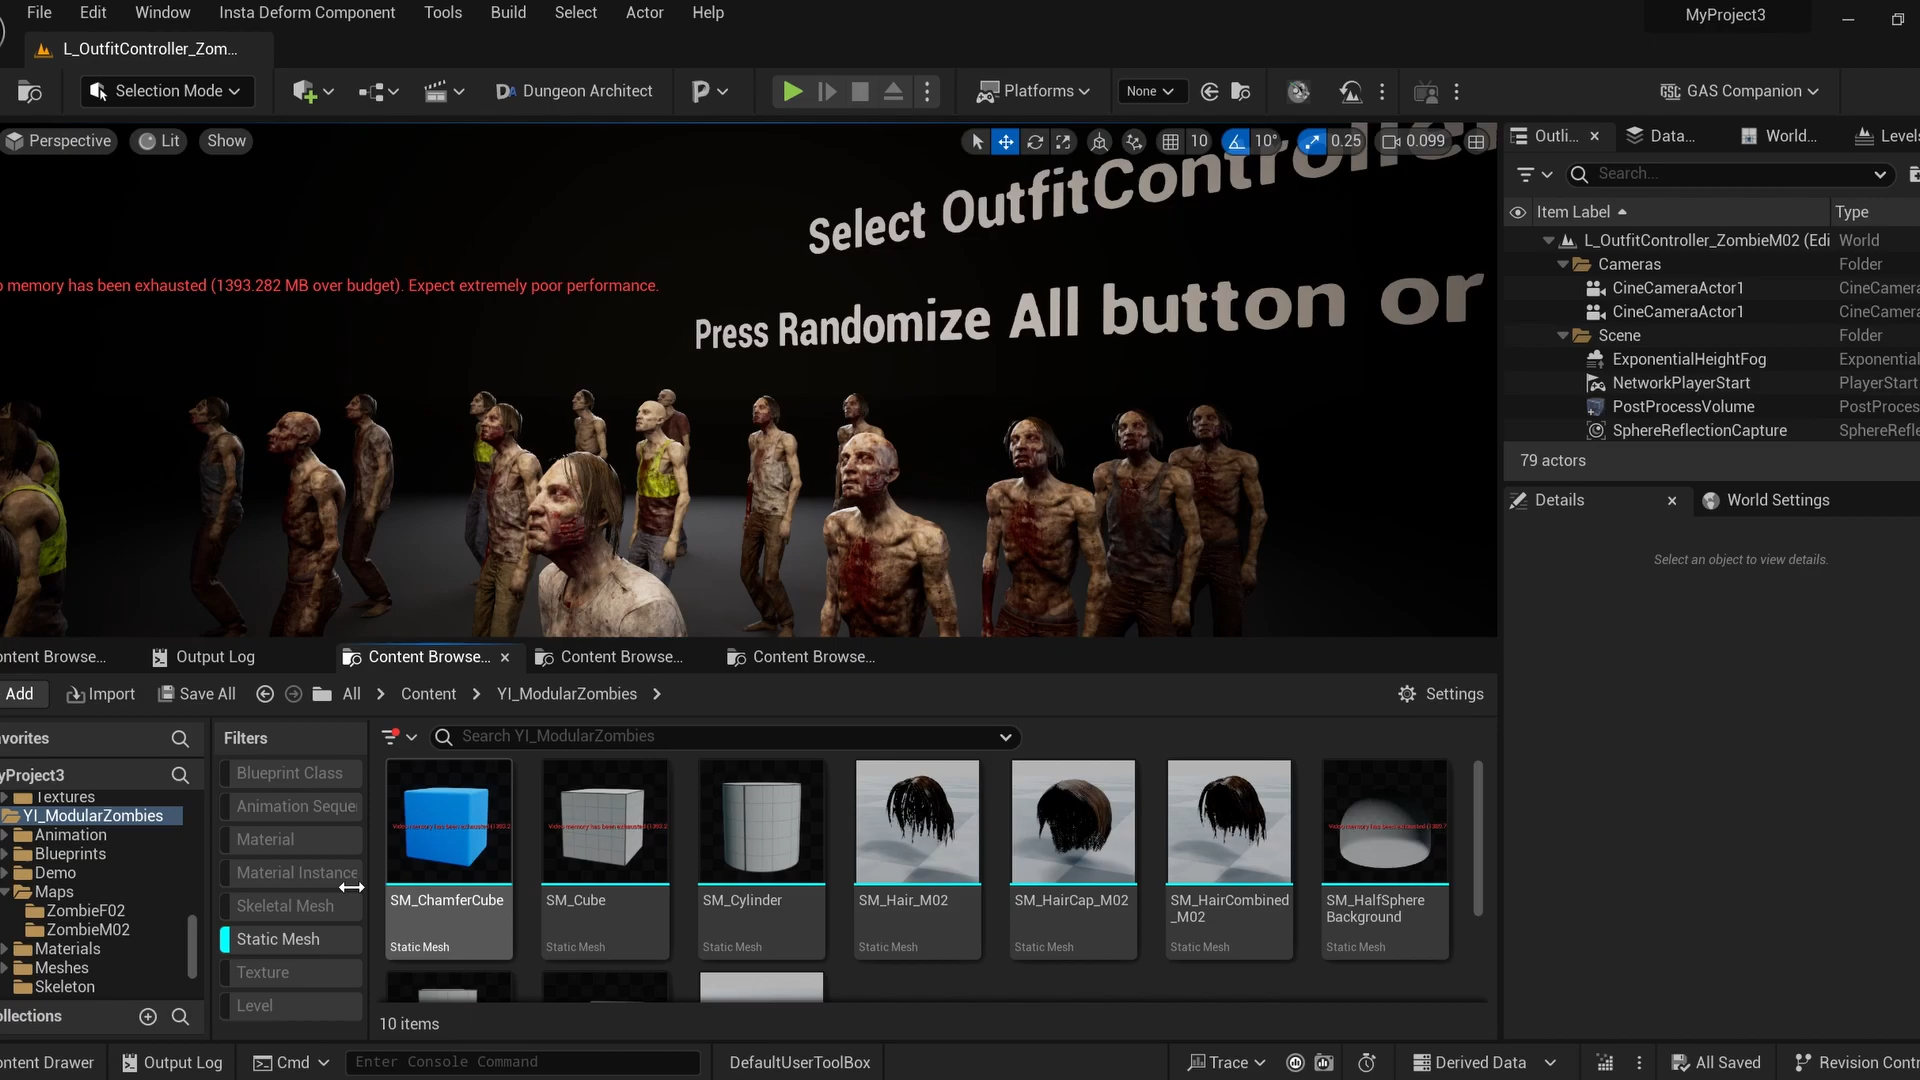 File Edit Window Insta Deform Component Tools Build Select Actor Help MyProject3
L_OutfitController_Zom...
Selection Mode Dungeon Architect Platforms None GAS Companion
Perspective Lit Show 10 10° 0.25 0.099
Outli... Data... World... Levels
Search...
Item Label Type
L_OutfitController_ZombieM02 (Edi World
Cameras Folder
CineCameraActor1 CineCamera
CineCameraActor1 CineCamera
Scene Folder
ExponentialHeightFog Exponential
NetworkPlayerStart PlayerStart
PostProcessVolume PostProces
SphereReflectionCapture SphereRefle
79 actors
Details World Settings
Select an object to view details.
Select OutfitController
memory has been exhausted (1393.282 MB over budget). Expect extremely poor performance.
Press Randomize All button or
ontent Browse... Output Log Content Browse... Content Browse... Content Browse...
Add Import Save All All Content YI_ModularZombies Settings
avorites
yProject3
Textures
YI_ModularZombies
Animation
Blueprints
Demo
Maps
ZombieF02
ZombieM02
Materials
Meshes
Skeleton
ollections
Filters
Blueprint Class
Animation Seque
Material
Material Instance
Skeletal Mesh
Static Mesh
Texture
Level
Search YI_ModularZombies
SM_ChamferCube
Static Mesh
SM_Cube
Static Mesh
SM_Cylinder
Static Mesh
SM_Hair_M02
Static Mesh
SM_HairCap_M02
Static Mesh
SM_HairCombined
_M02
Static Mesh
SM_HalfSphere
Background
Static Mesh
10 items
ontent Drawer Output Log Cmd Enter Console Command DefaultUserToolBox Trace Derived Data All Saved Revision Contr